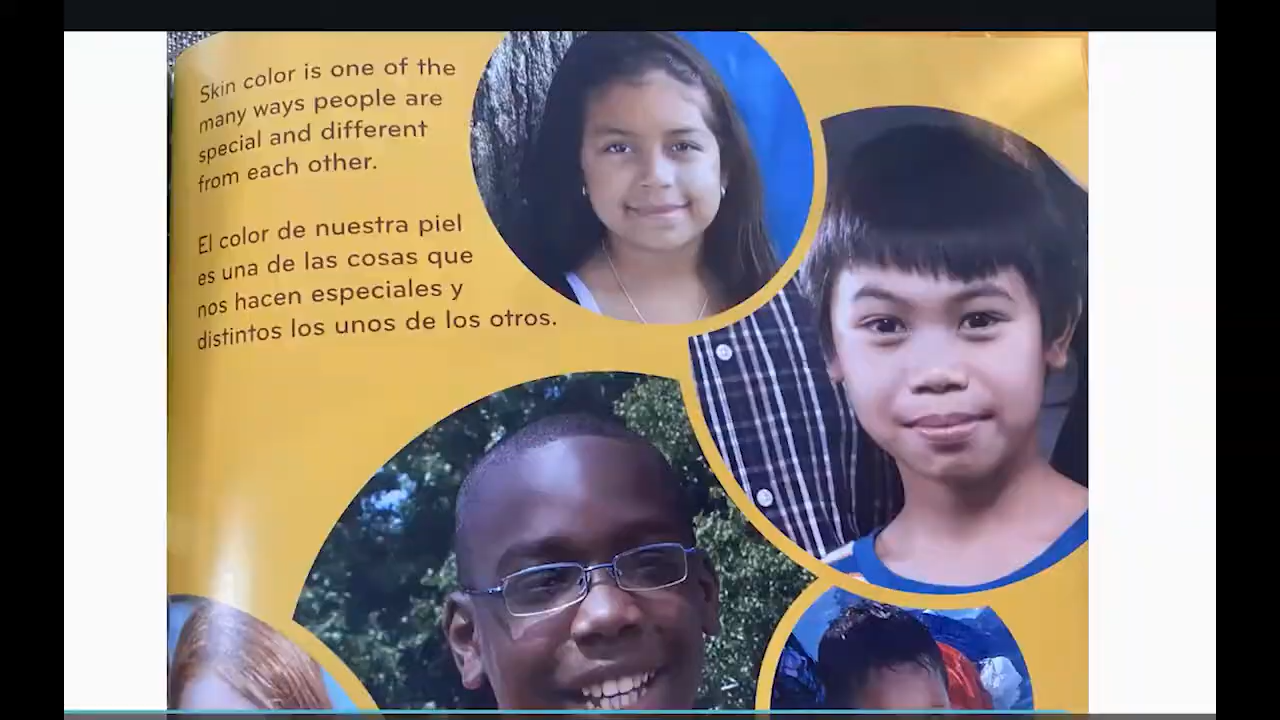 Skin color is one of the
many ways people are
special and different
from each other.
El color de nuestra piel
es una de las cosas que
nos hacen especiales y
distintos los unos de los otros.